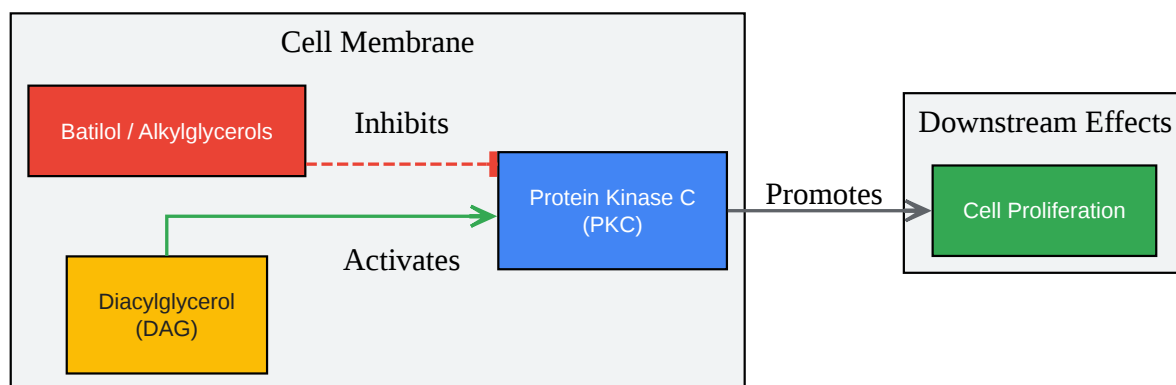 Cell Membrane
Batilol / Alkylglycerols
Inhibits
Downstream Effects
Protein Kinase C
(PKC)
Promotes
Cell Proliferation
Activates
Diacylglycerol
(DAG)